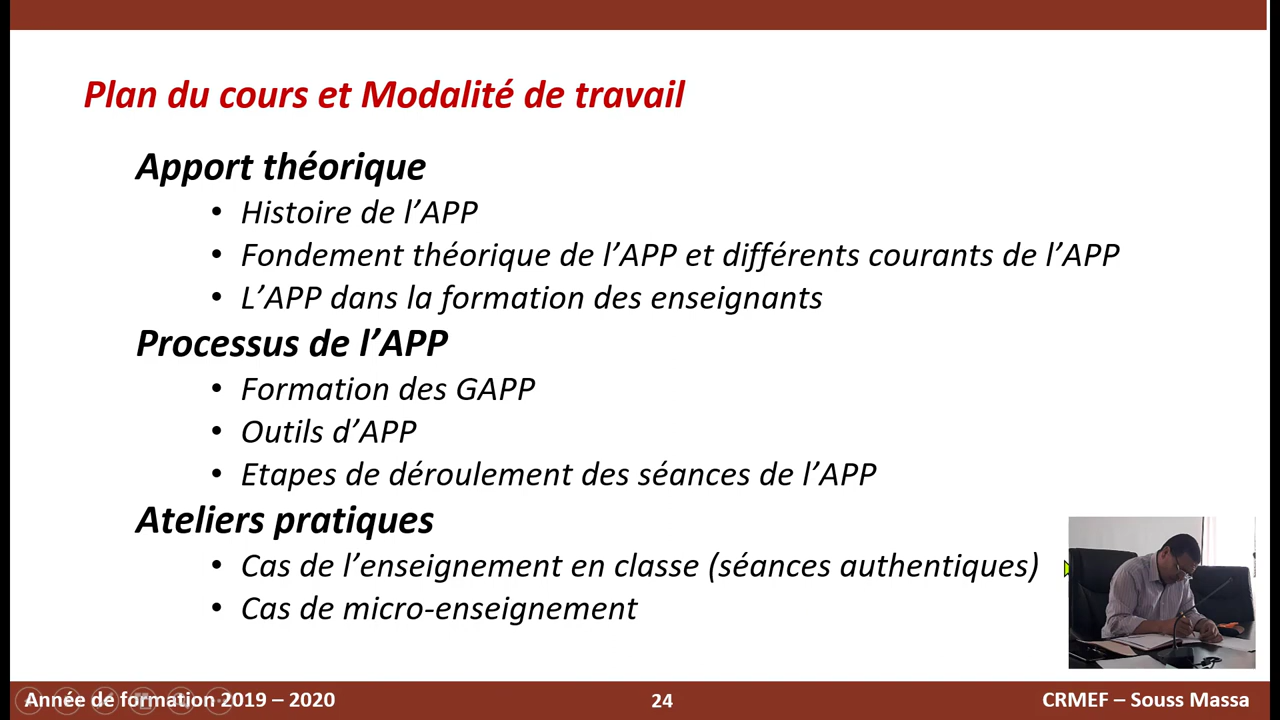 Plan du cours et Modalité de travail
Apport théorique
• Histoire de l’APP
• Fondement théorique de l’APP et différents courants de l’APP
• L’APP dans la formation des enseignants
Processus de l’APP
• Formation des GAPP
• Outils d’APP
• Etapes de déroulement des séances de l’APP
Ateliers pratiques
• Cas de l’enseignement en classe (séances authentiques)
• Cas de micro-enseignement
Année de formation 2019 – 2020
24
CRMEF – Souss Massa